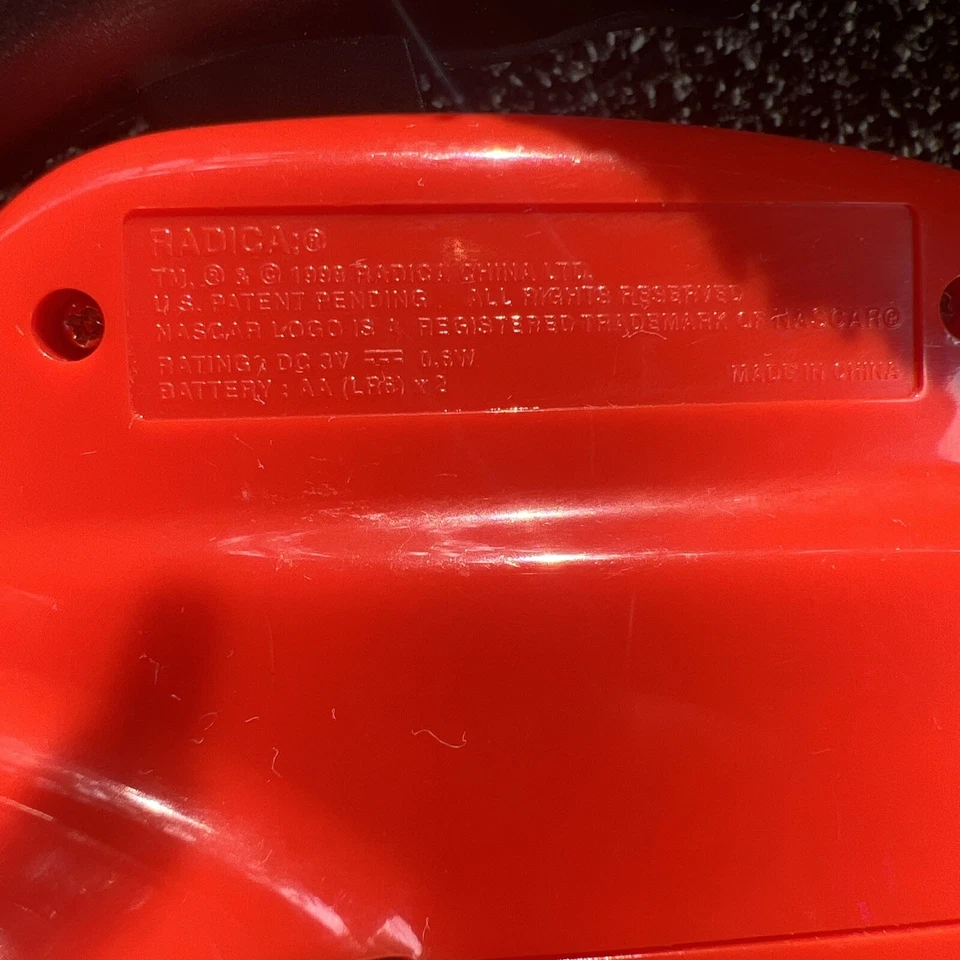 RADICA:®
TM, ® & © 1998 RADICA CHINA LTD.
U.S. PATENT PENDING ALL RIGHTS RESERVED
NASCAR LOGO IS A REGISTERED TRADEMARK OF NASCAR®
RATING: DC 3V ⎓ 0.6W
BATTERY : AA (LR6) x 2
MADE IN CHINA